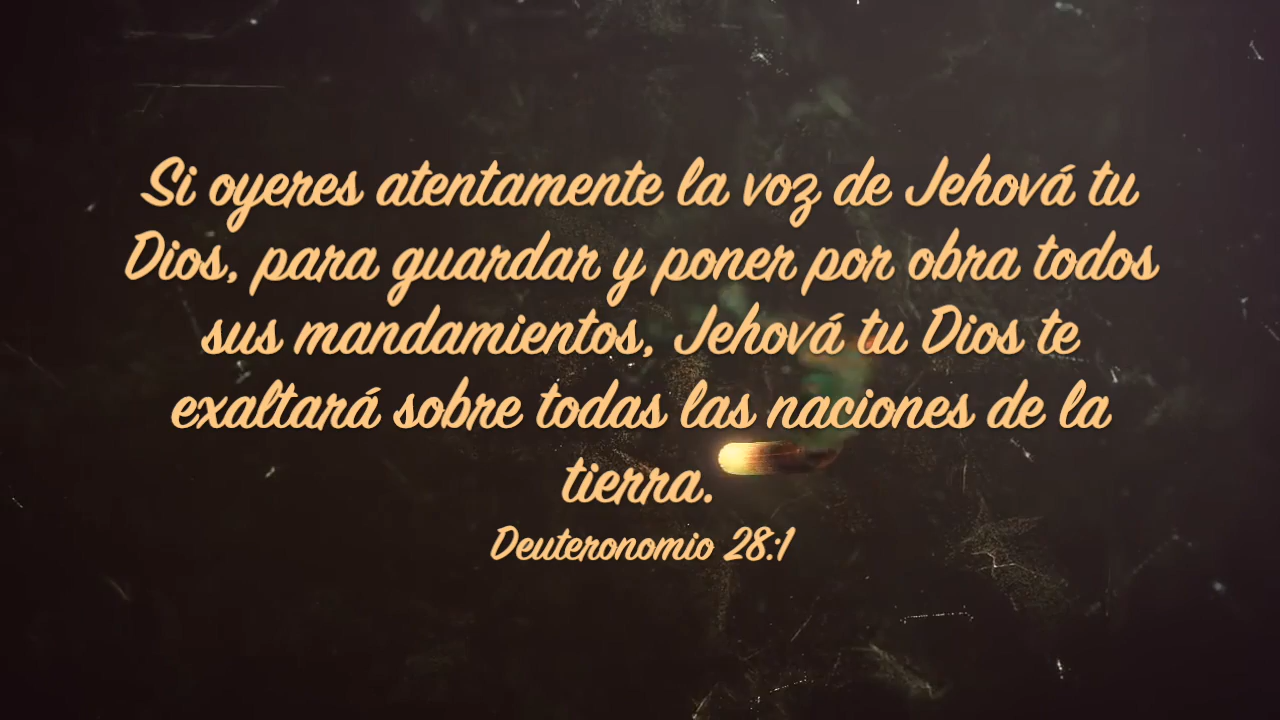 Si oyeres atentamente la voz de Jehová tu
Dios, para guardar y poner por obra todos
sus mandamientos, Jehová tu Dios te
exaltará sobre todas las naciones de la
tierra.
Deuteronomio 28:1